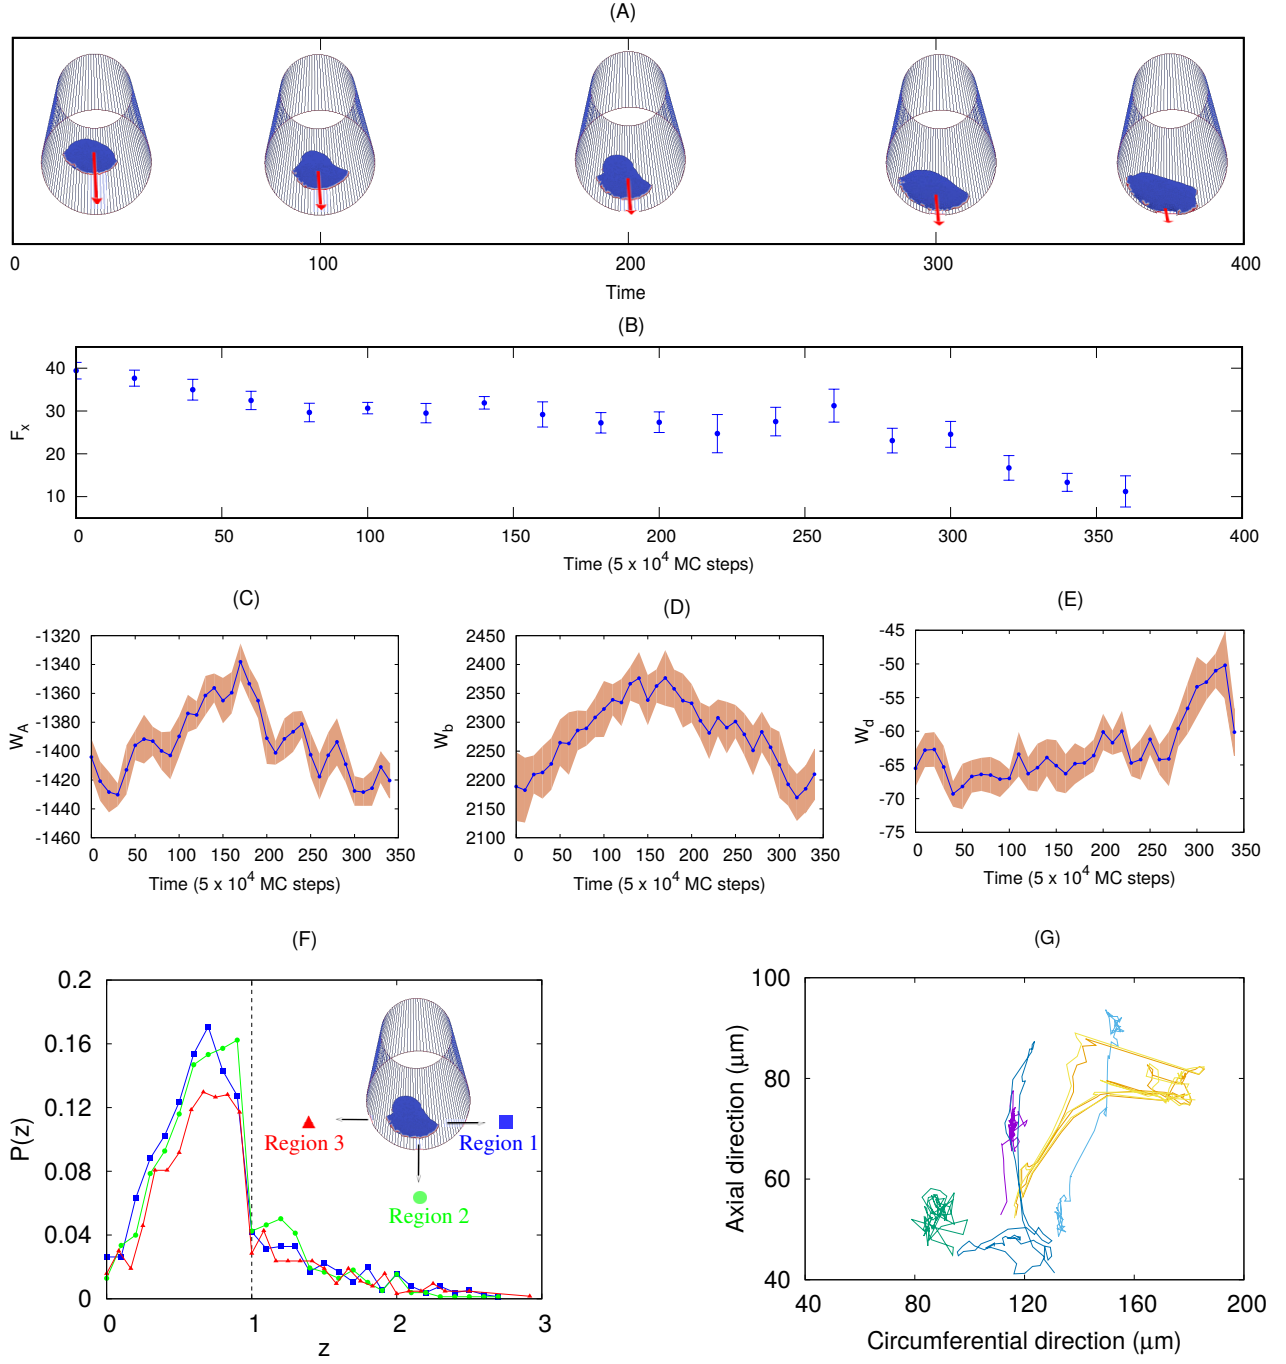 (A)
0 100 200 300 400
Time
(B)
F_x
40
30
20
10
0 50 100 150 200 250 300 350 400
Time (5 x 10^4 MC steps)
(C)
W_A
-1320
-1340
-1360
-1380
-1400
-1420
-1440
-1460
0 50 100 150 200 250 300 350
Time (5 x 10^4 MC steps)
(D)
W_b
2450
2400
2350
2300
2250
2200
2150
2100
0 50 100 150 200 250 300 350
Time (5 x 10^4 MC steps)
(E)
W_d
-45
-50
-55
-60
-65
-70
-75
0 50 100 150 200 250 300 350
Time (5 x 10^4 MC steps)
(F)
P(z)
0.2
0.16
0.12
0.08
0.04
0
Region 3
Region 1
Region 2
0 1 2 3
z
(G)
Axial direction (μm)
100
80
60
40
40 80 120 160 200
Circumferential direction (μm)